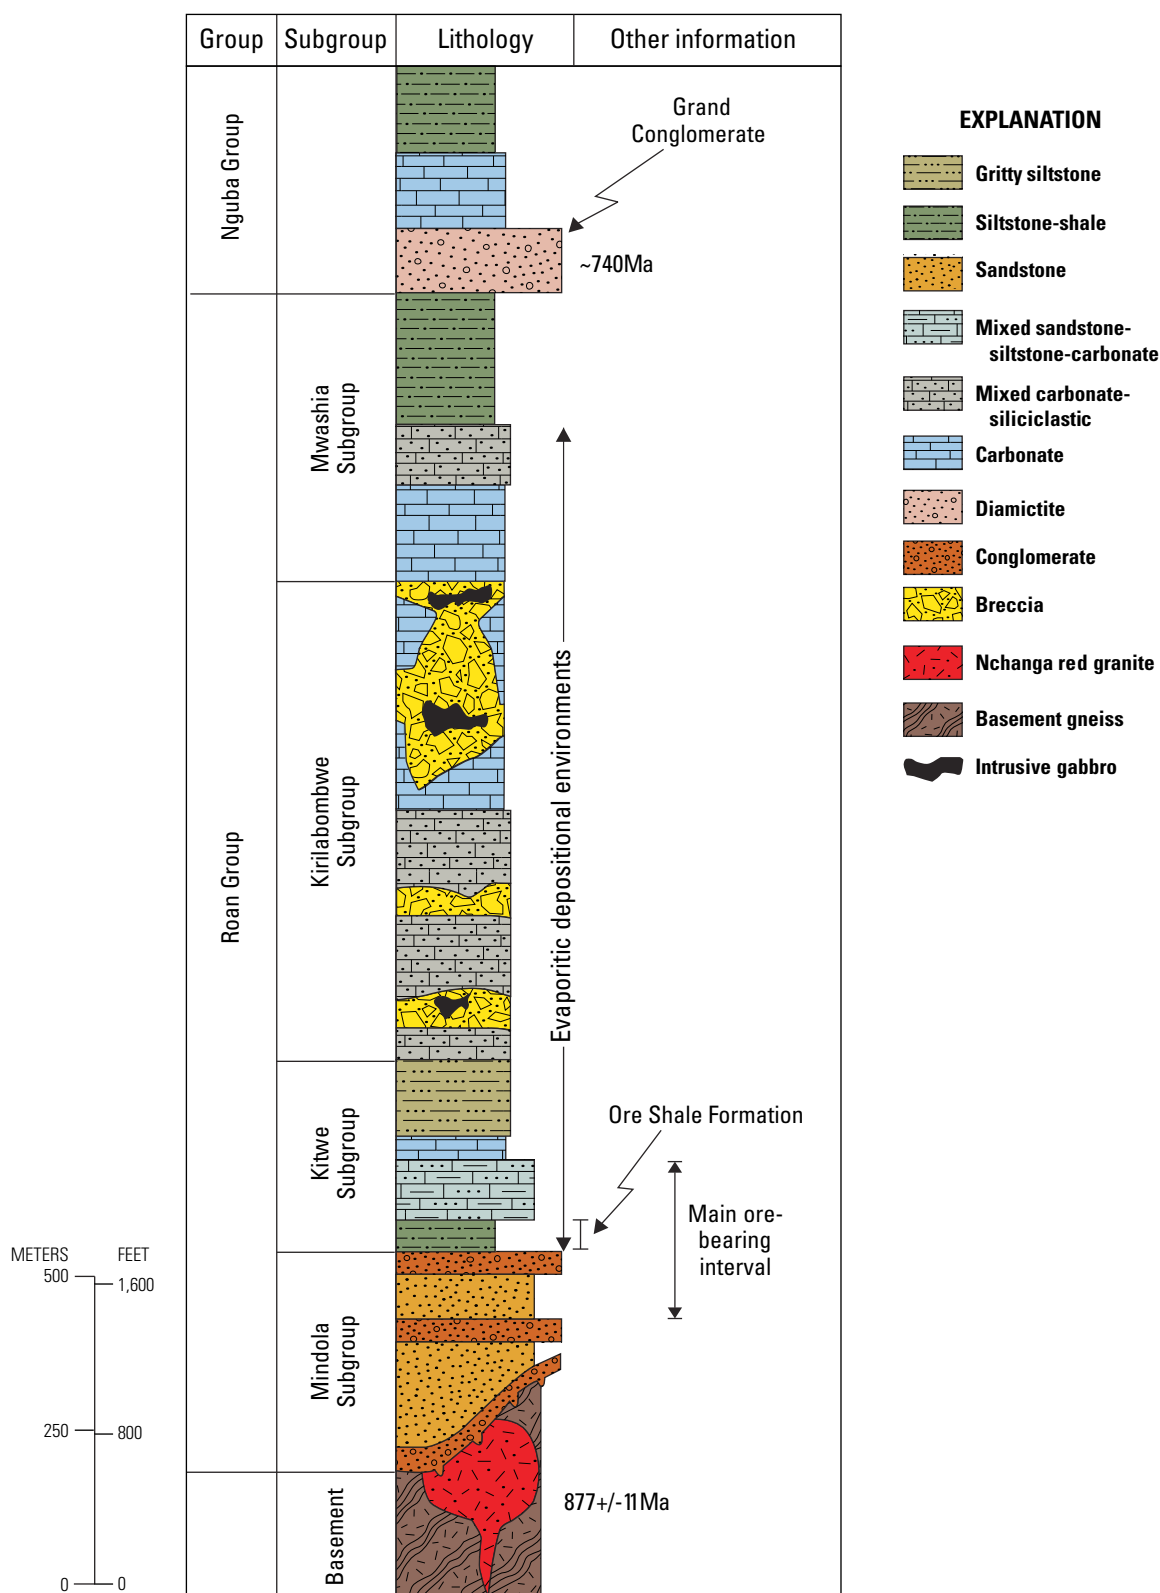 Group Subgroup Lithology Other information
Nguba Group
Grand
Conglomerate
~740Ma
Roan Group
Mwashia
Subgroup
Kirilabombwe
Subgroup
Evaporitic depositional environments
Kitwe
Subgroup
Ore Shale Formation
Main ore-
bearing
interval
Mindola
Subgroup
Basement
877+/-11Ma
METERS FEET
500 1,600
250 800
0 0
EXPLANATION
Gritty siltstone
Siltstone-shale
Sandstone
Mixed sandstone-
siltstone-carbonate
Mixed carbonate-
siliciclastic
Carbonate
Diamictite
Conglomerate
Breccia
Nchanga red granite
Basement gneiss
Intrusive gabbro